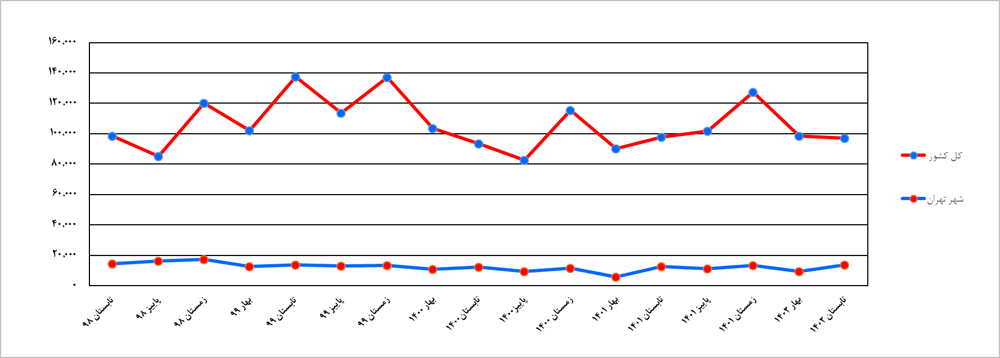 ۱۶۰,۰۰۰
۱۴۰,۰۰۰
۱۲۰,۰۰۰
۱۰۰,۰۰۰
۸۰,۰۰۰
۶۰,۰۰۰
۴۰,۰۰۰
۲۰,۰۰۰
۰
تابستان ۹۸
پاییز ۹۸
زمستان ۹۸
بهار ۹۹
تابستان ۹۹
پاییز ۹۹
زمستان ۹۹
بهار ۱۴۰۰
تابستان ۱۴۰۰
پاییز۱۴۰۰
زمستان ۱۴۰۰
بهار ۱۴۰۱
تابستان ۱۴۰۱
پاییز ۱۴۰۱
زمستان ۱۴۰۱
بهار ۱۴۰۲
تابستان ۱۴۰۲
کل کشور
شهر تهران